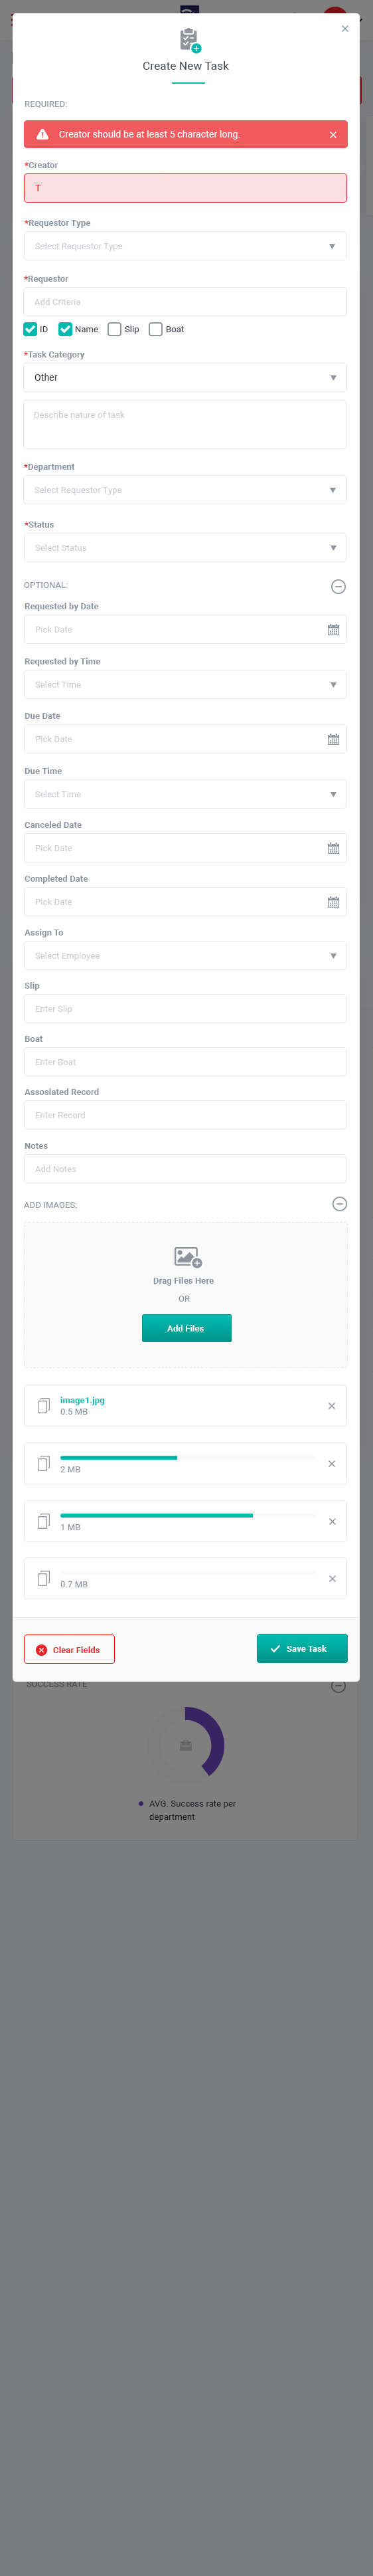 Create New Task
REQUIRED:
Creator should be at least 5 character long.
*Creator
T
*Requestor Type
Select Requestor Type
*Requestor
Add Criteria
ID Name Slip Boat
*Task Category
Other
Describe nature of task
*Department
Select Requestor Type
*Status
Select Status
OPTIONAL:
Requested by Date
Pick Date
Requested by Time
Select Time
Due Date
Pick Date
Due Time
Select Time
Canceled Date
Pick Date
Completed Date
Pick Date
Assign To
Select Employee
Slip
Enter Slip
Boat
Enter Boat
Assosiated Record
Enter Record
Notes
Add Notes
ADD IMAGES:
Drag Files Here
OR
Add Files
image1.jpg
0.5 MB
2 MB
1 MB
0.7 MB
Clear Fields
Save Task
SUCCESS RATE
AVG. Success rate per
department